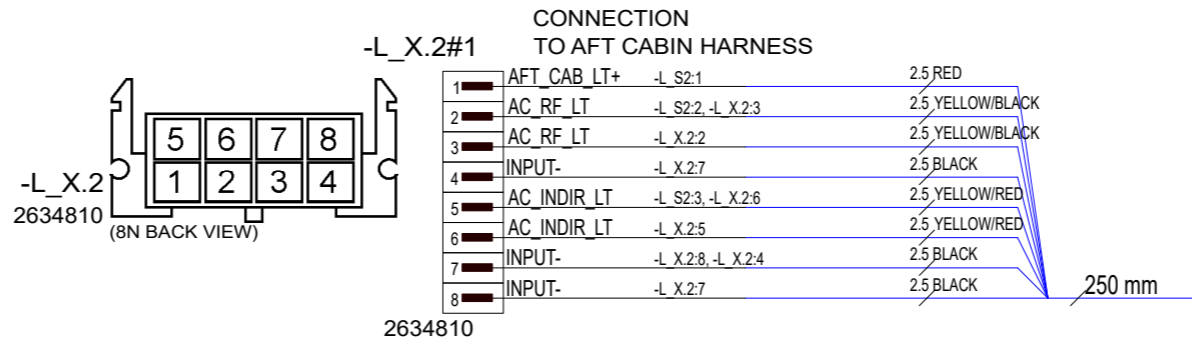 CONNECTION
TO AFT CABIN HARNESS
-L_X.2#1
5 6 7 8
1 2 3 4
-L_X.2
2634810
(8N BACK VIEW)
1 AFT_CAB_LT+ -L_S2:1 2.5 RED
2 AC_RF_LT -L_S2:2, -L_X.2:3 2.5 YELLOW/BLACK
3 AC_RF_LT -L_X.2:2 2.5 YELLOW/BLACK
4 INPUT- -L_X.2:7 2.5 BLACK
5 AC_INDIR_LT -L_S2:3, -L_X.2:6 2.5 YELLOW/RED
6 AC_INDIR_LT -L_X.2:5 2.5 YELLOW/RED
7 INPUT- -L_X.2:8, -L_X.2:4 2.5 BLACK
8 INPUT- -L_X.2:7 2.5 BLACK
250 mm
2634810